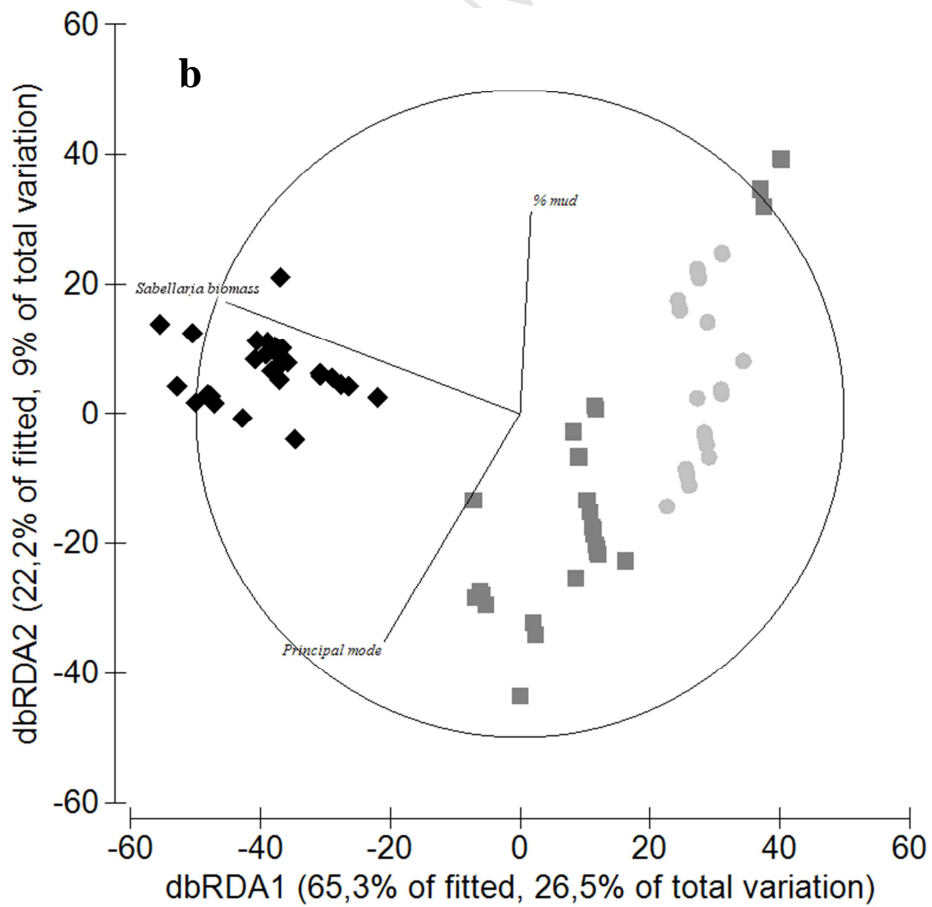 b
60
40
20
0
-20
-40
-60
dbRDA2 (22,2% of fitted, 9% of total variation)
% mud
Sabellaria biomass
Principal mode
-60 -40 -20 0 20 40 60
dbRDA1 (65,3% of fitted, 26,5% of total variation)